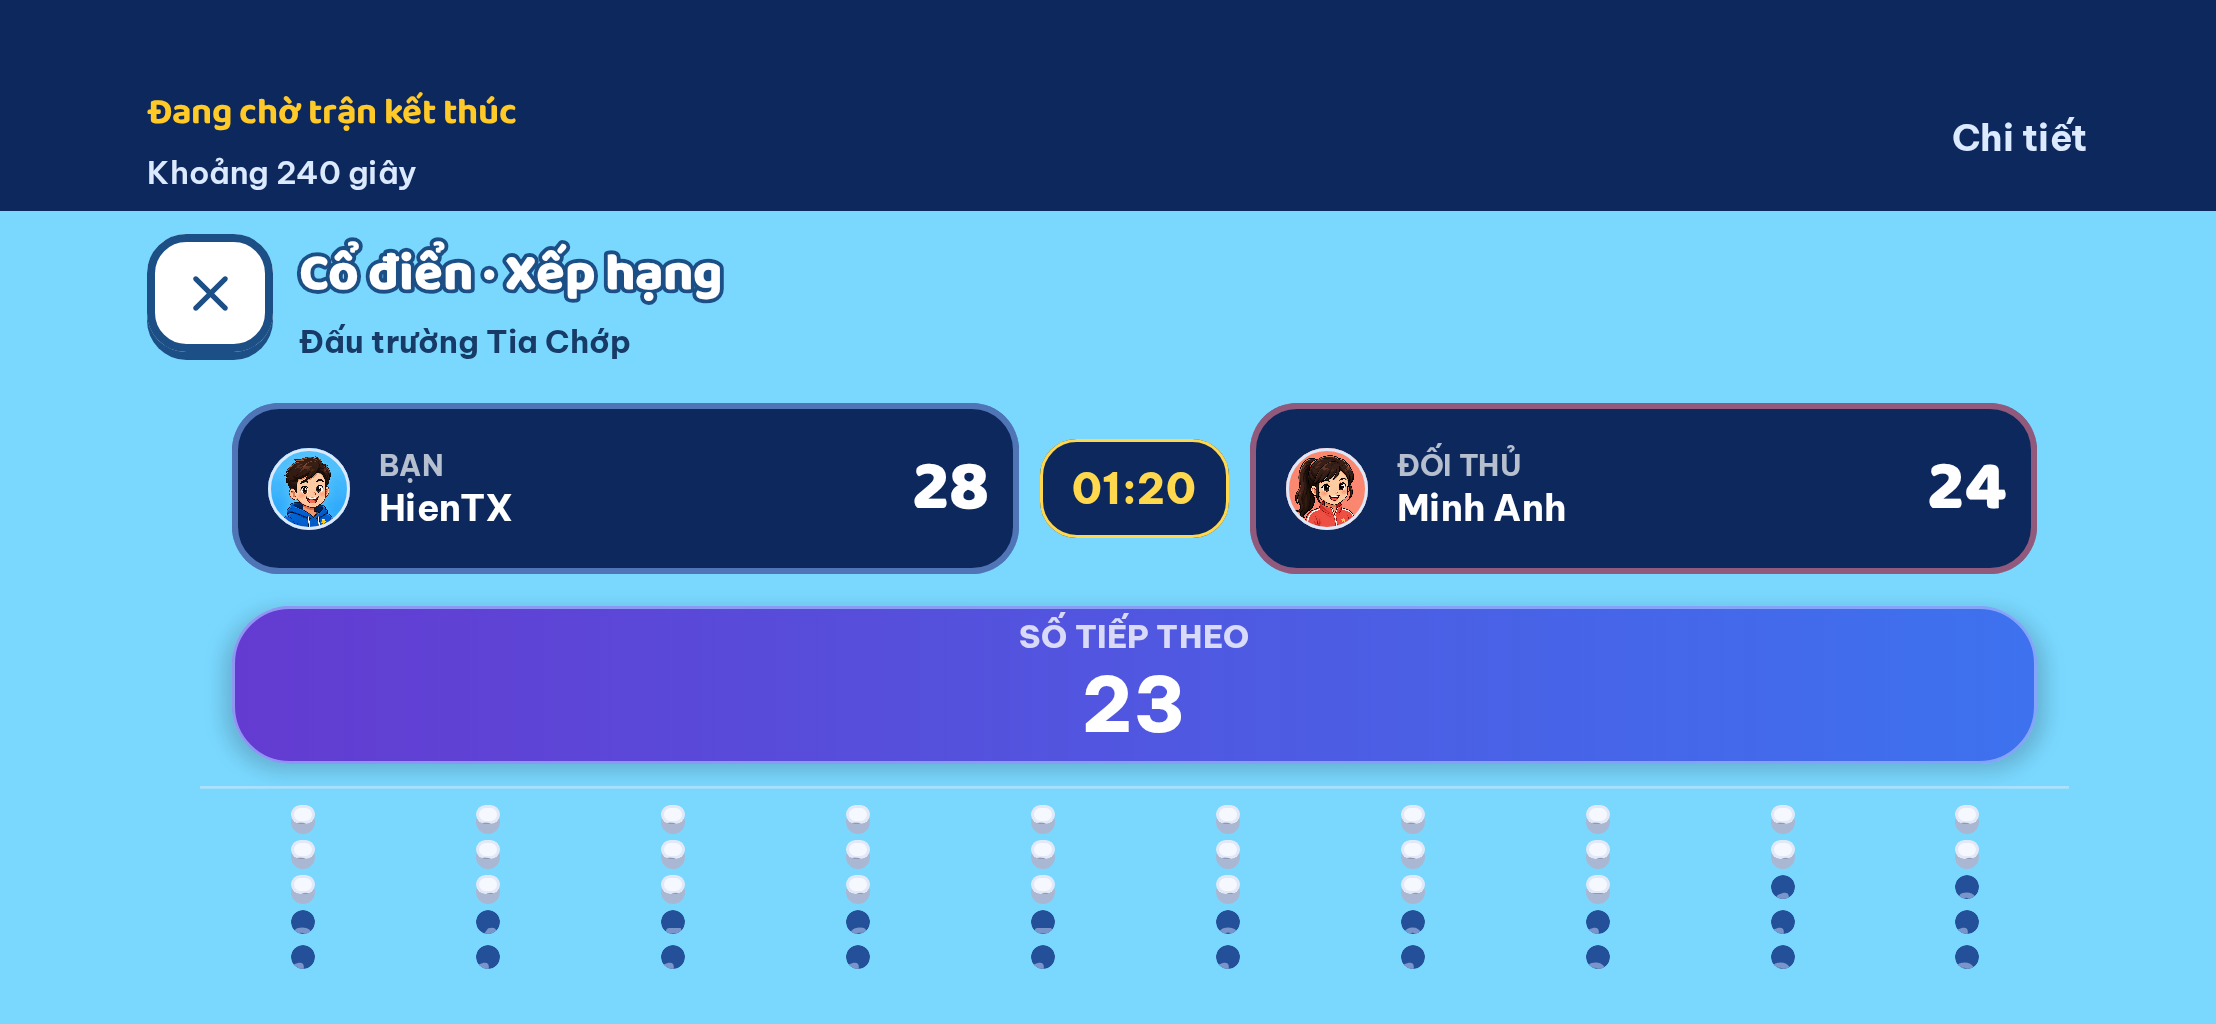 Đang chờ trận kết thúc
Khoảng 240 giây
Chi tiết
Cổ điển · Xếp hạng
Đấu trường Tia Chớp
BẠN
HienTX
28
01:20
ĐỐI THỦ
Minh Anh
24
SỐ TIẾP THEO
23